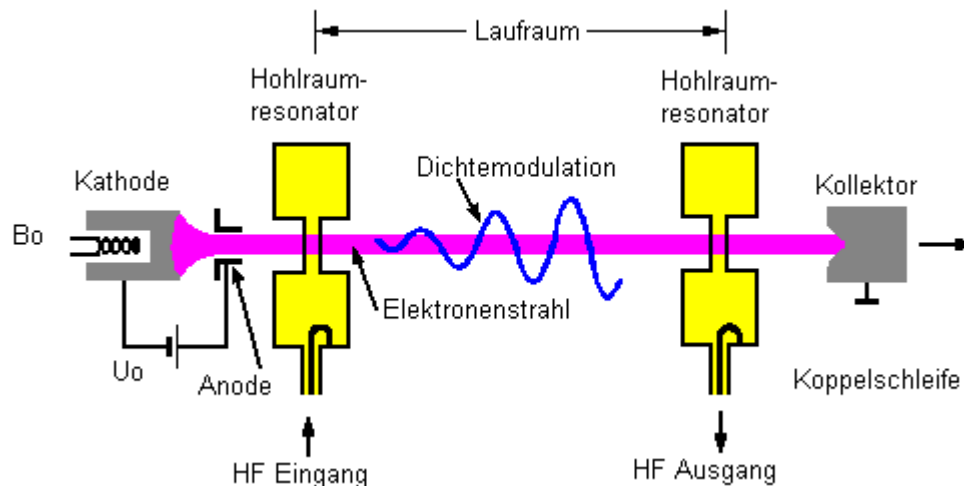 Laufraum
Hohlraum-
resonator
Hohlraum-
resonator
Dichtemodulation
Kathode
Kollektor
Bo
Elektronenstrahl
Uo
Anode
Koppelschleife
HF Eingang
HF Ausgang